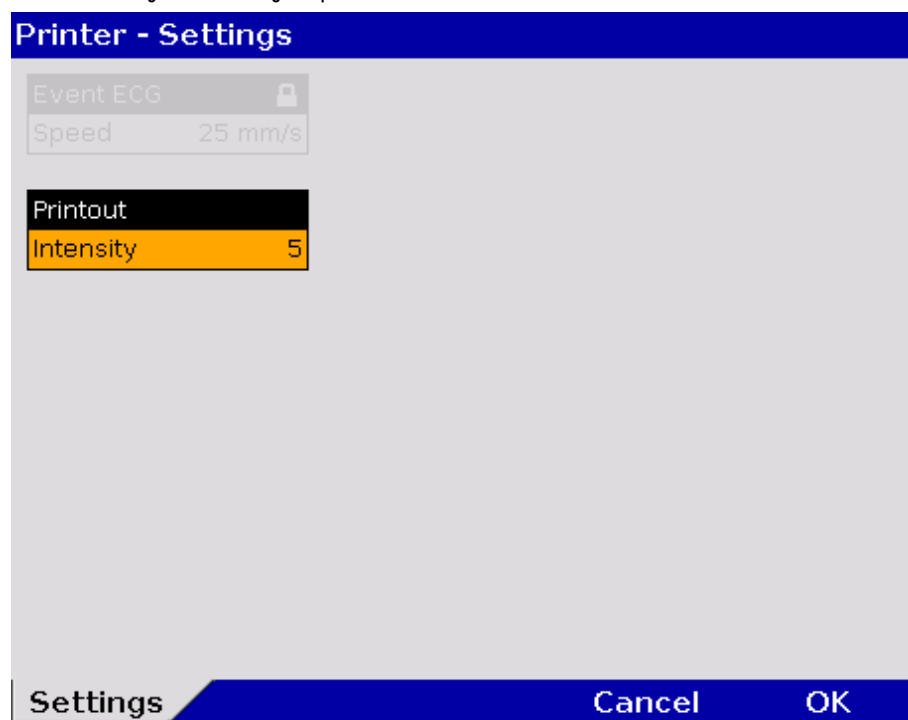 Printer - Settings
Event ECG
Speed 25 mm/s
Printout
Intensity 5
Settings Cancel OK